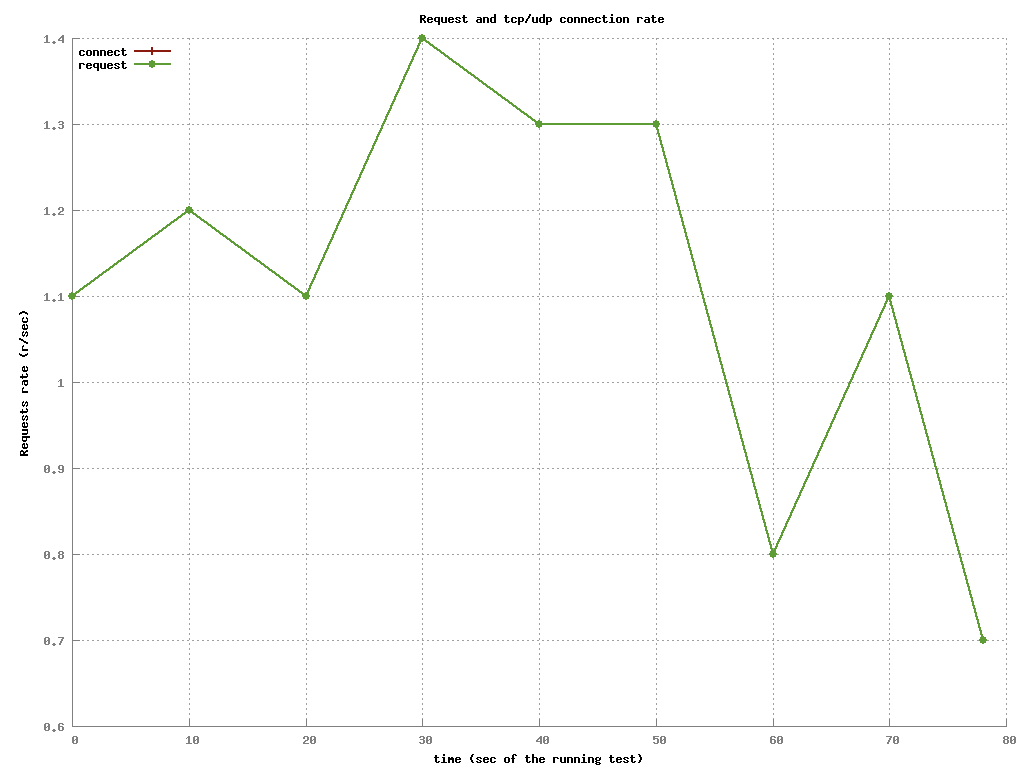 Request and tcp/udp connection rate
connect
request
1.4
1.3
1.2
1.1
1
0.9
0.8
0.7
0.6
Requests rate (r/sec)
0 10 20 30 40 50 60 70 80
time (sec of the running test)